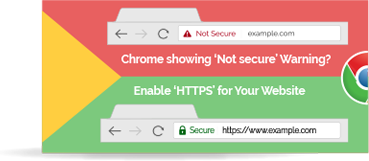 Not Secure example.com
Chrome showing 'Not secure' Warning?
Enable 'HTTPS' for Your Website
Secure https://www.example.com